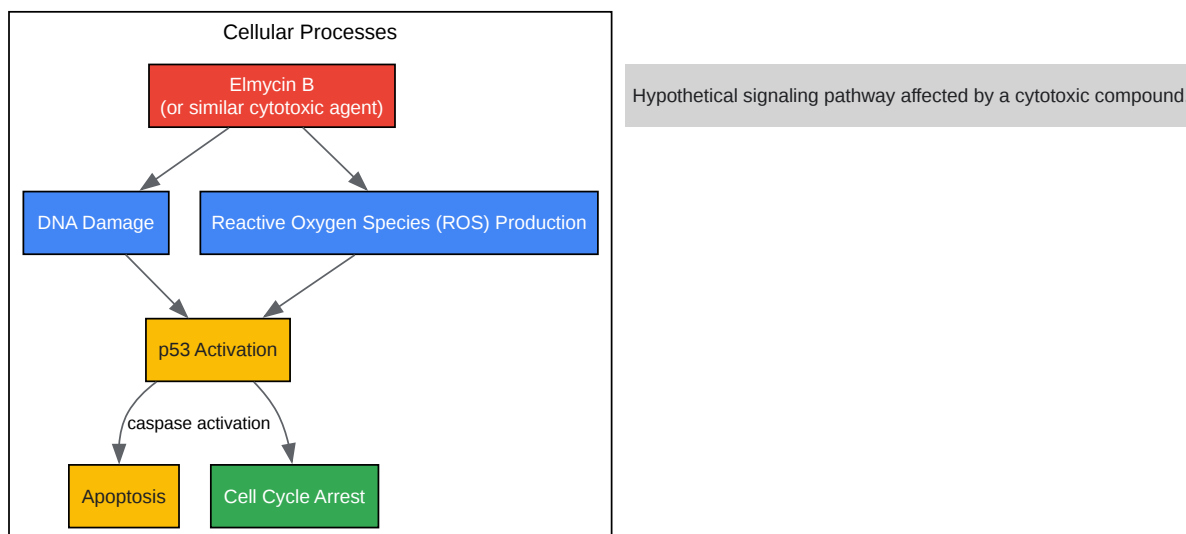 Cellular Processes
Elmycin B
(or similar cytotoxic agent)
Hypothetical signaling pathway affected by a cytotoxic compound
DNA Damage
Reactive Oxygen Species (ROS) Production
p53 Activation
caspase activation
Apoptosis
Cell Cycle Arrest